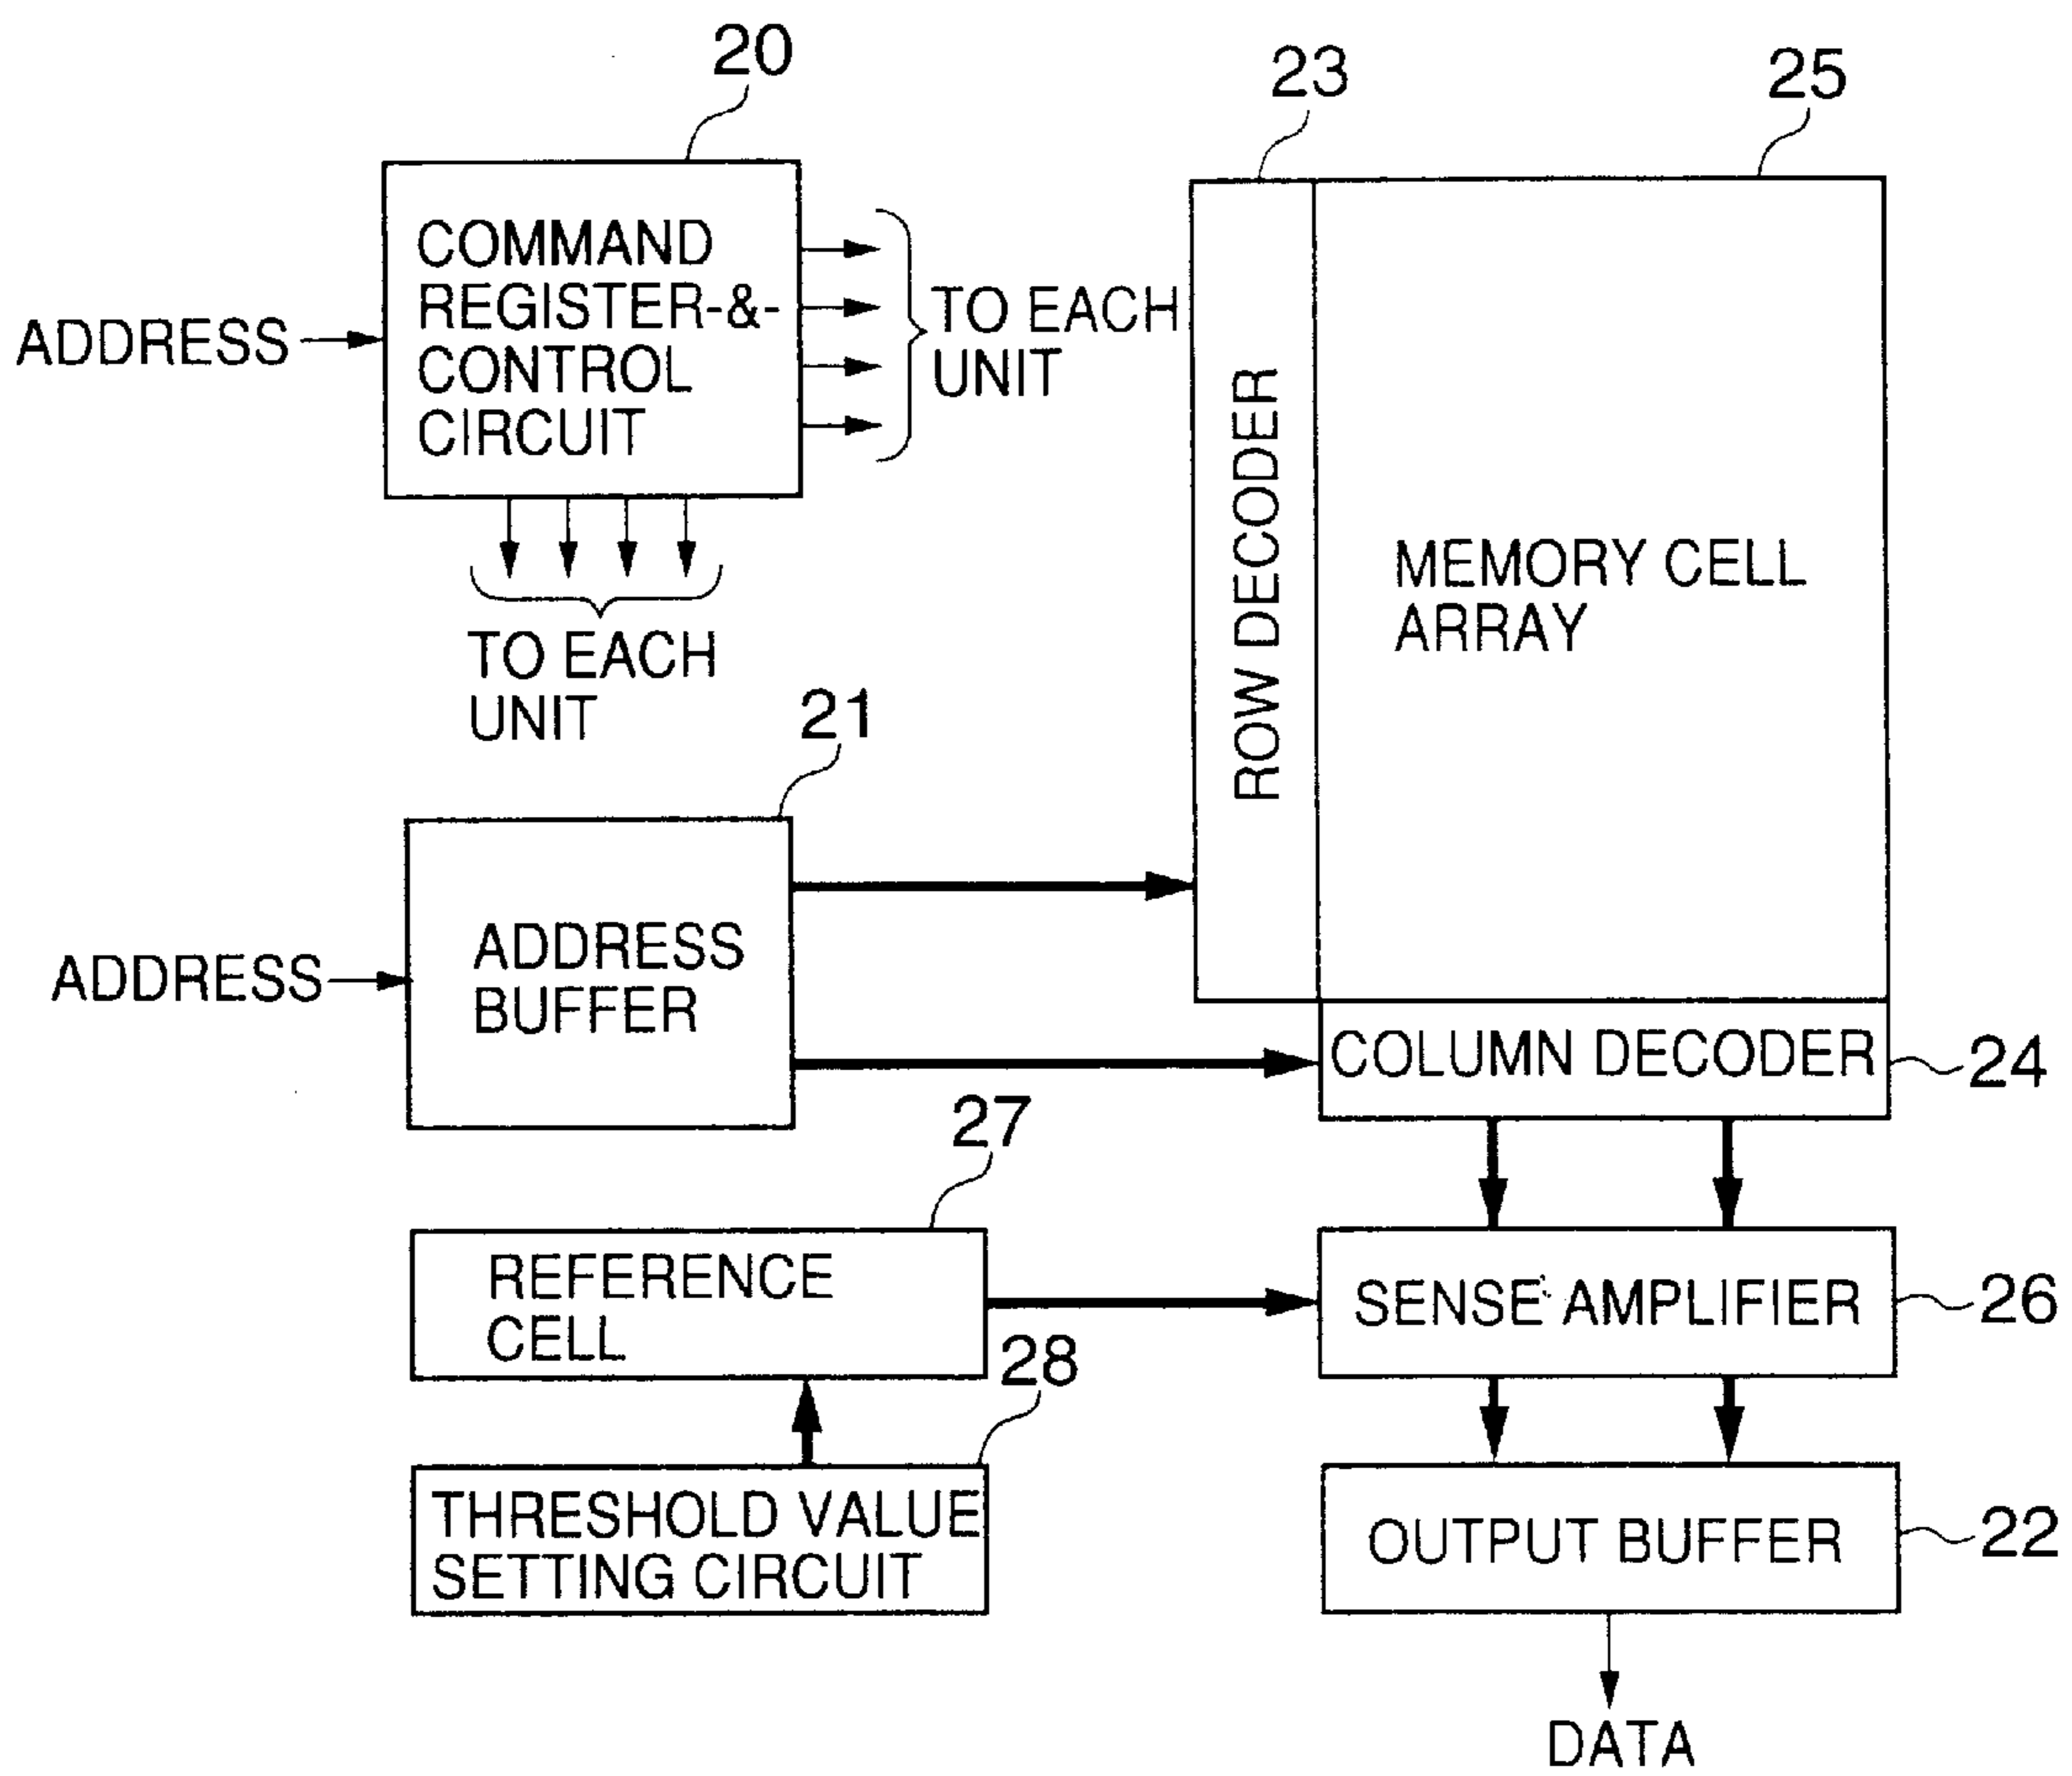 20
23
25
COMMAND
REGISTER-&-
CONTROL
CIRCUIT
ADDRESS
TO EACH
UNIT
TO EACH
UNIT
ROW DECODER
MEMORY CELL
ARRAY
21
ADDRESS
BUFFER
ADDRESS
COLUMN DECODER
24
27
REFERENCE
CELL
SENSE AMPLIFIER
26
28
THRESHOLD VALUE
SETTING CIRCUIT
OUTPUT BUFFER
22
DATA